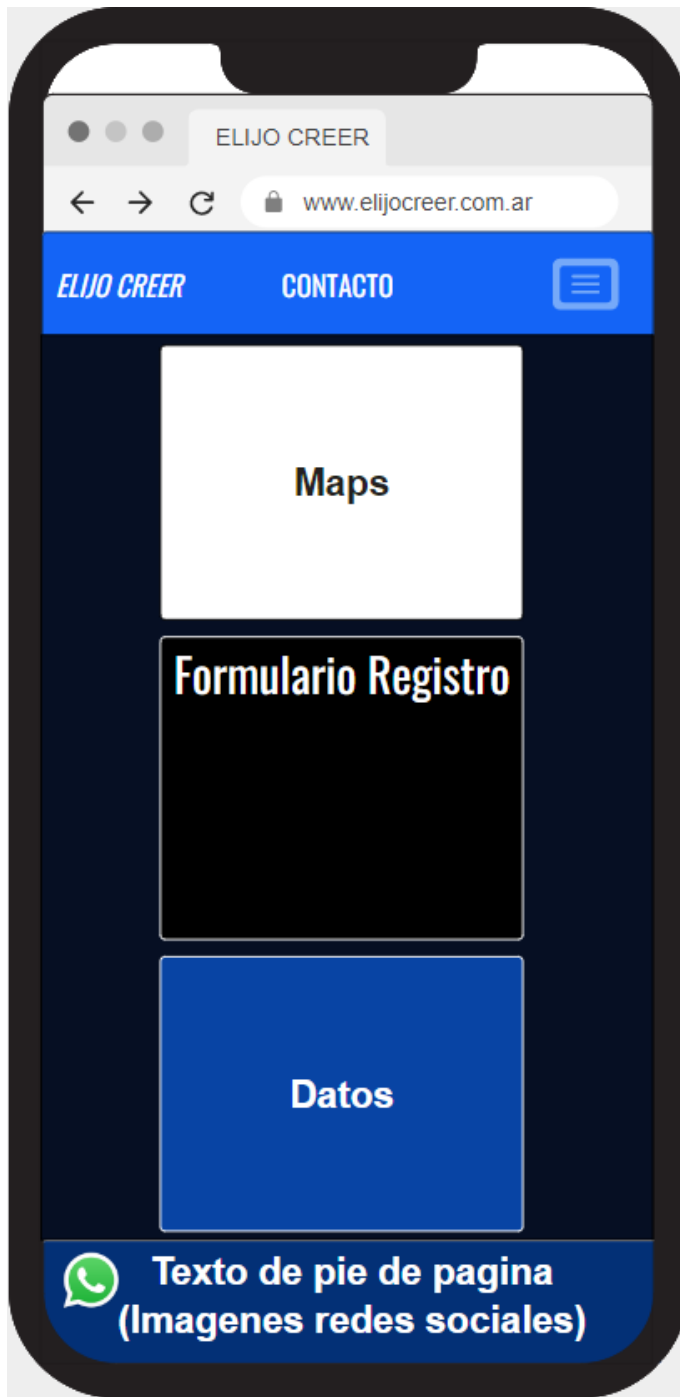 ELIJO CREER
www.elijocreer.com.ar
ELIJO CREER CONTACTO
Maps
Formulario Registro
Datos
Texto de pie de pagina
(Imagenes redes sociales)